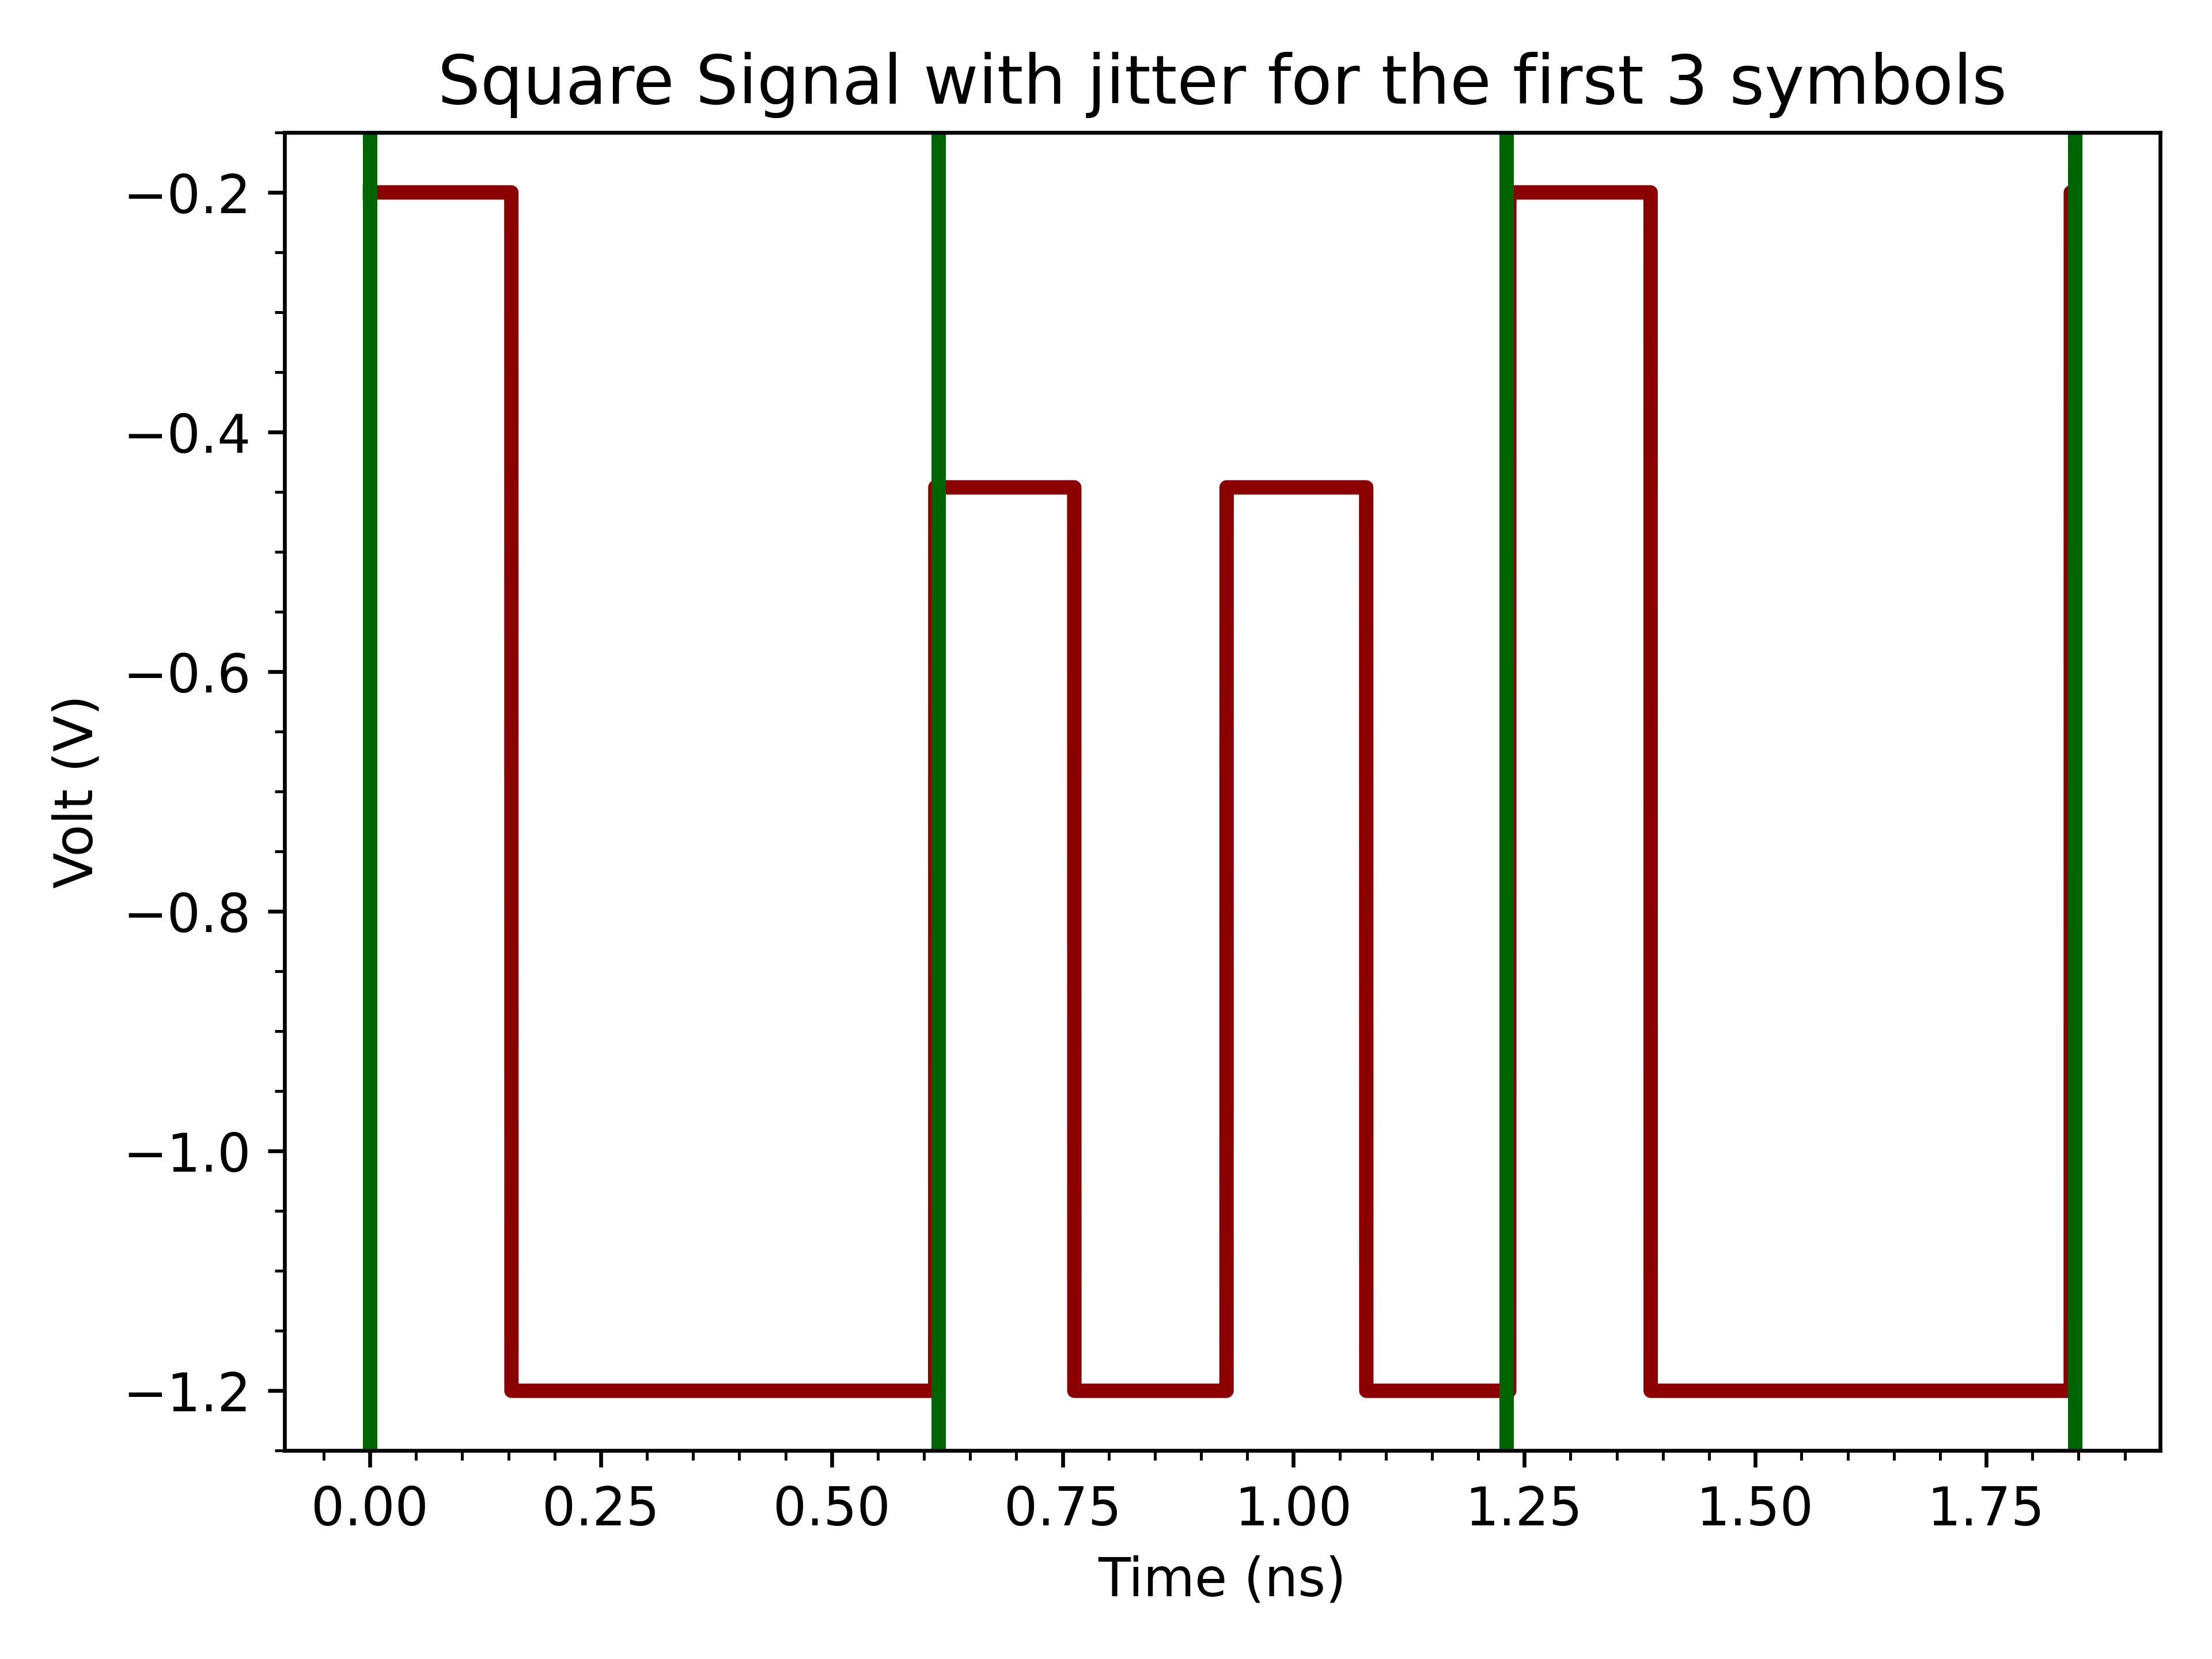 Square Signal with jitter for the first 3 symbols
Volt (V)
−0.2
−0.4
−0.6
−0.8
−1.0
−1.2
0.00 0.25 0.50 0.75 1.00 1.25 1.50 1.75
Time (ns)